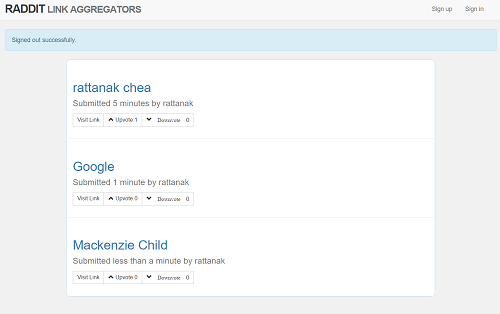 RADDIT LINK AGGREGATORS
Sign up
Sign in
Signed out successfully.
rattanak chea
Submitted 5 minutes by rattanak
Visit Link
Upvote 1
Downvote 0
Google
Submitted 1 minute by rattanak
Visit Link
Upvote 0
Downvote 0
Mackenzie Child
Submitted less than a minute by rattanak
Visit Link
Upvote 0
Downvote 0